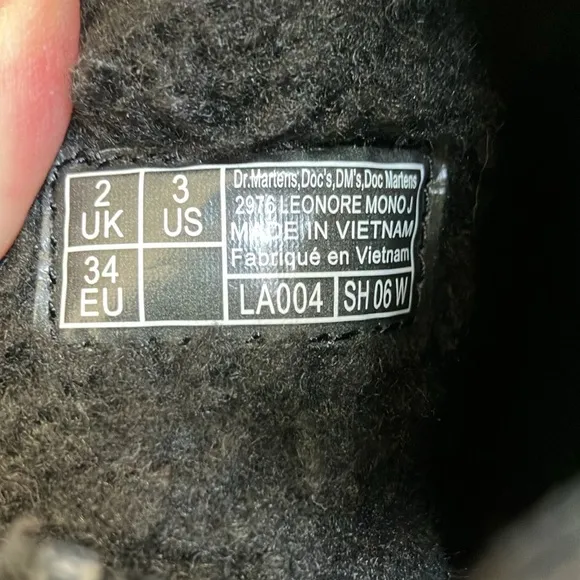 2 UK
3 US
34 EU
Dr.Martens,Doc's,DM's,Doc Martens
2976 LEONORE MONO J
MADE IN VIETNAM
Fabriqué en Vietnam
LA004
SH 06 W